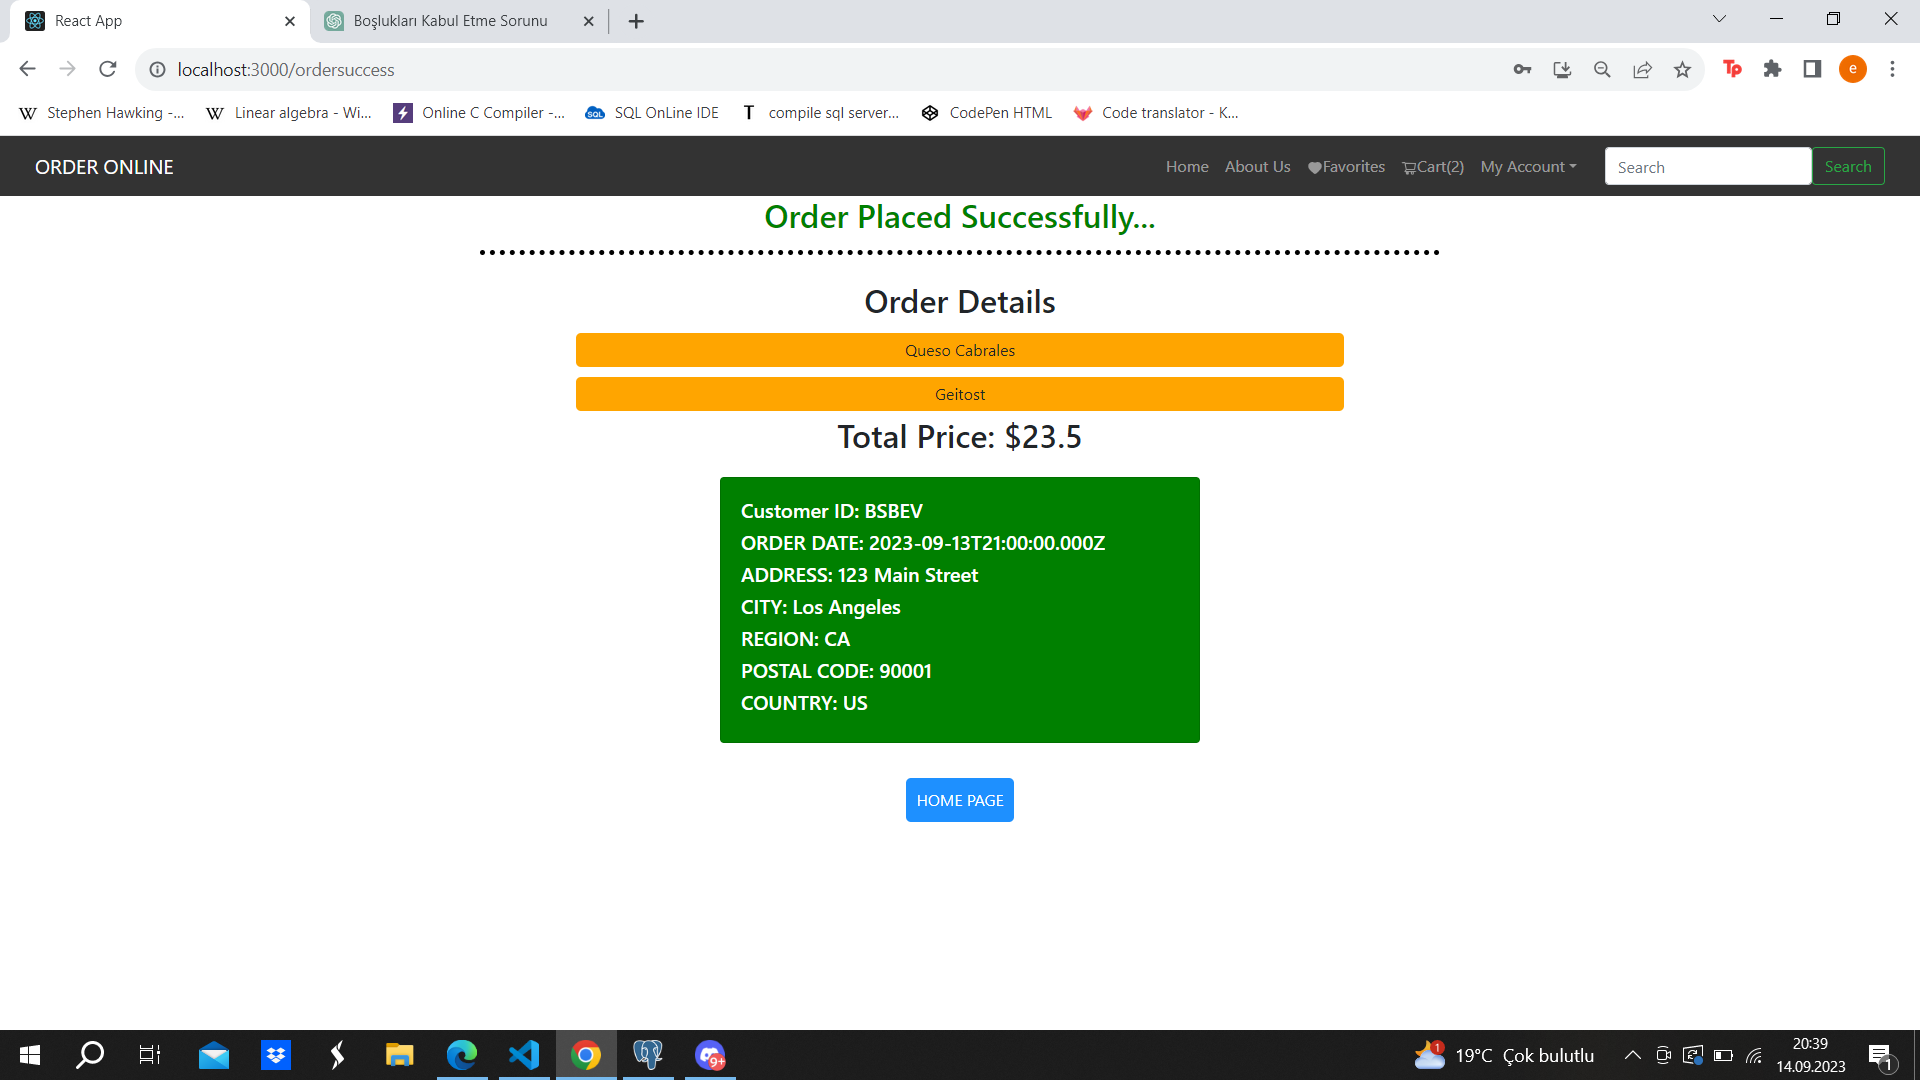 React App
Boşlukları Kabul Etme Sorunu
localhost:3000/ordersuccess
Tp
e
Stephen Hawking -...
Linear algebra - Wi...
Online C Compiler -...
SQL OnLine IDE
T compile sql server...
CodePen HTML
Code translator - K...
ORDER ONLINE
Home
About Us
Favorites
Cart(2)
My Account
Search
Search
Order Placed Successfully...
Order Details
Queso Cabrales
Geitost
Total Price: $23.5
Customer ID: BSBEV
ORDER DATE: 2023-09-13T21:00:00.000Z
ADDRESS: 123 Main Street
CITY: Los Angeles
REGION: CA
POSTAL CODE: 90001
COUNTRY: US
HOME PAGE
9+
1
19°C Çok bulutlu
20:39
14.09.2023
1